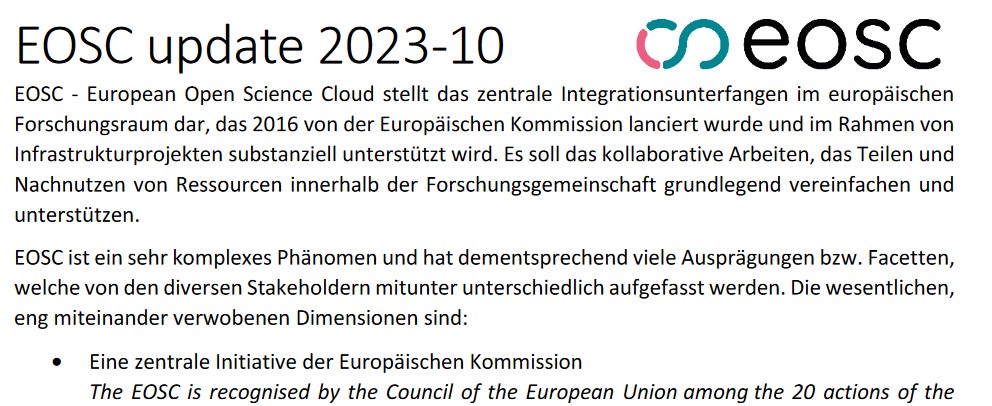 EOSC update 2023-10
eosc
EOSC - European Open Science Cloud stellt das zentrale Integrationsunterfangen im europäischen
Forschungsraum dar, das 2016 von der Europäischen Kommission lanciert wurde und im Rahmen von
Infrastrukturprojekten substanziell unterstützt wird. Es soll das kollaborative Arbeiten, das Teilen und
Nachnutzen von Ressourcen innerhalb der Forschungsgemeinschaft grundlegend vereinfachen und
unterstützen.
EOSC ist ein sehr komplexes Phänomen und hat dementsprechend viele Ausprägungen bzw. Facetten,
welche von den diversen Stakeholdern mitunter unterschiedlich aufgefasst werden. Die wesentlichen,
eng miteinander verwobenen Dimensionen sind:
• Eine zentrale Initiative der Europäischen Kommission
The EOSC is recognised by the Council of the European Union among the 20 actions of the